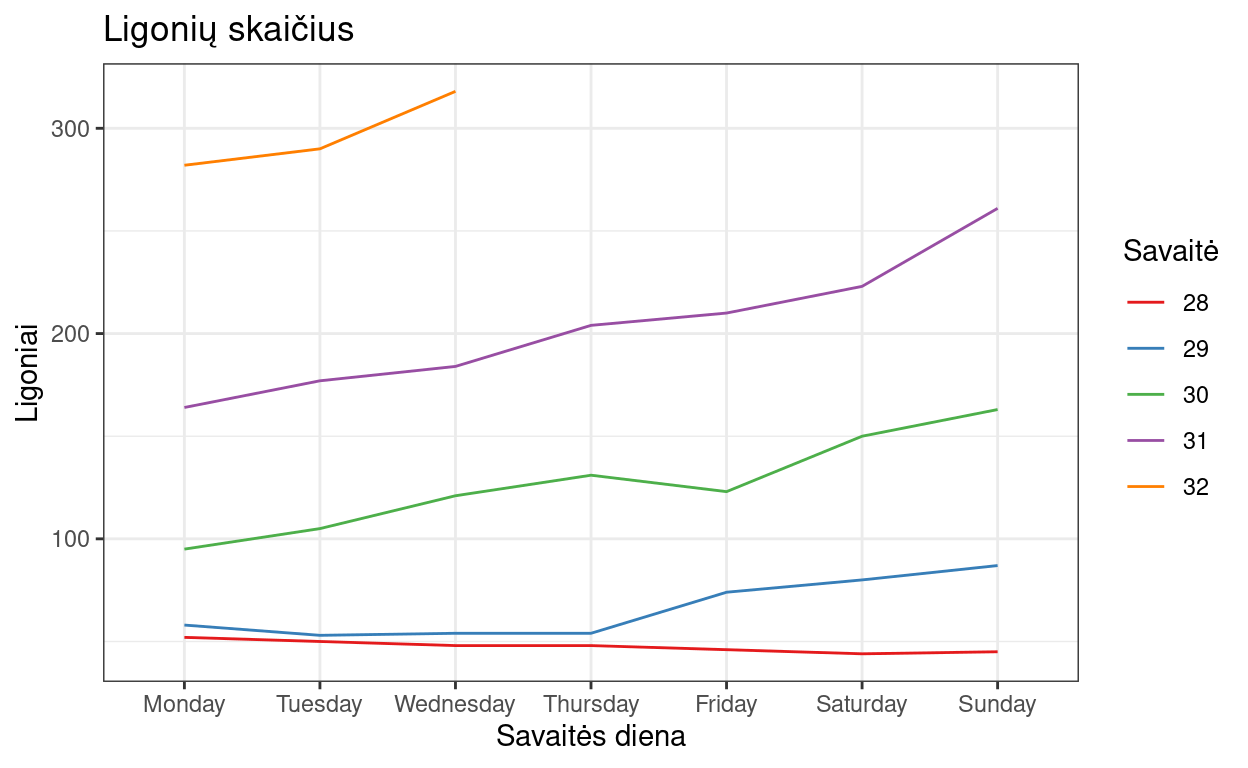 Ligonių skaičius
Ligoniai
300
200
100
Monday Tuesday Wednesday Thursday Friday Saturday Sunday
Savaitės diena
Savaitė
28
29
30
31
32